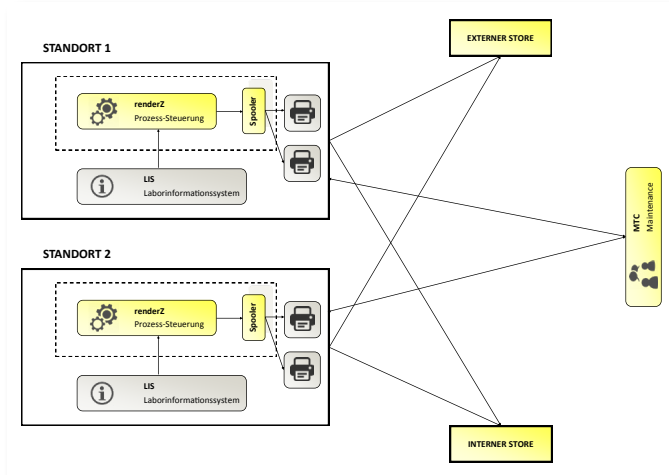 EXTERNER STORE
STANDORT 1
renderZ
Prozess-Steuerung
Spooler
LIS
Laborinformationssystem
MTC
Maintenance
STANDORT 2
renderZ
Prozess-Steuerung
Spooler
LIS
Laborinformationssystem
INTERNER STORE